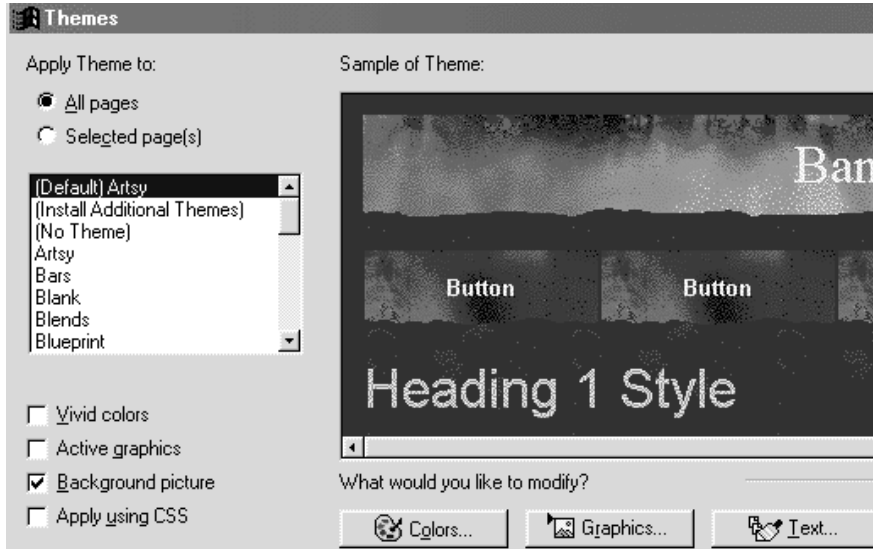 Themes
Apply Theme to:
All pages
Selected page(s)
(Default) Artsy
(Install Additional Themes)
(No Theme)
Artsy
Bars
Blank
Blends
Blueprint
Vivid colors
Active graphics
Background picture
Apply using CSS
Sample of Theme:
Ban
Button Button
Heading 1 Style
What would you like to modify?
Colors... Graphics... Text...